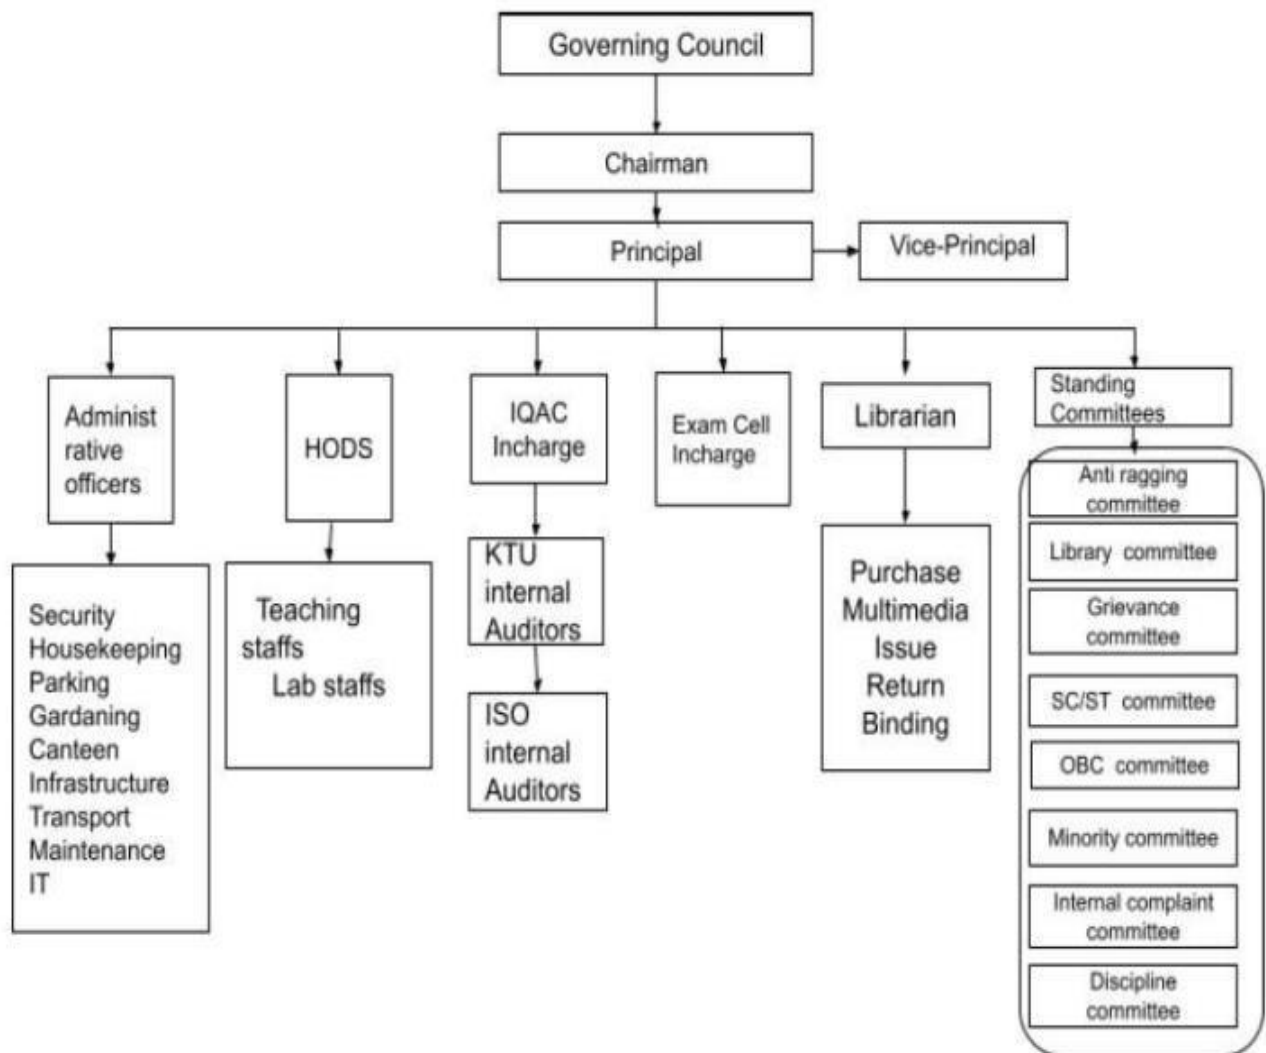 Governing Council
Chairman
Principal
Vice-Principal
Administ
rative
officers
HODS
IQAC
Incharge
Exam Cell
Incharge
Librarian
Standing
Committees
Security
Housekeeping
Parking
Gardaning
Canteen
Infrastructure
Transport
Maintenance
IT
Teaching
staffs
Lab staffs
KTU
internal
Auditors
ISO
internal
Auditors
Purchase
Multimedia
Issue
Return
Binding
Anti ragging
committee
Library committee
Grievance
committee
SC/ST committee
OBC committee
Minority committee
Internal complaint
committee
Discipline
committee